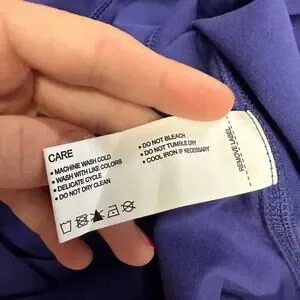 CARE
• MACHINE WASH COLD
• WASH WITH LIKE COLORS
• DELICATE CYCLE
• DO NOT DRY CLEAN
• DO NOT BLEACH
• DO NOT TUMBLE DRY
• COOL IRON IF NECESSARY
REMOVE LABEL